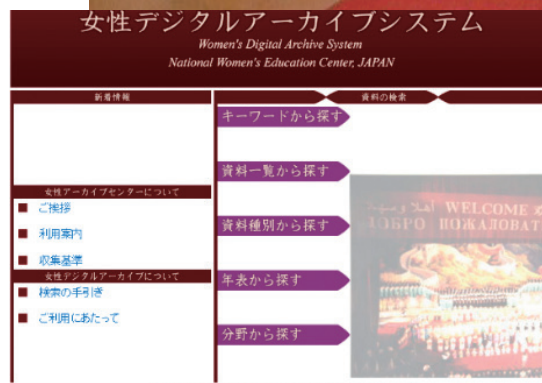 女性デジタルアーカイブシステム
Women's Digital Archive System
National Women's Education Center, JAPAN
新着情報
資料の検索
キーワードから探す
資料一覧から探す
資料種別から探す
年表から探す
分野から探す
女性アーカイブセンターについて
ご挨拶
利用案内
収集基準
女性デジタルアーカイブについて
検索の手引き
ご利用にあたって
WELCOME
ПОЖАЛОВАТ